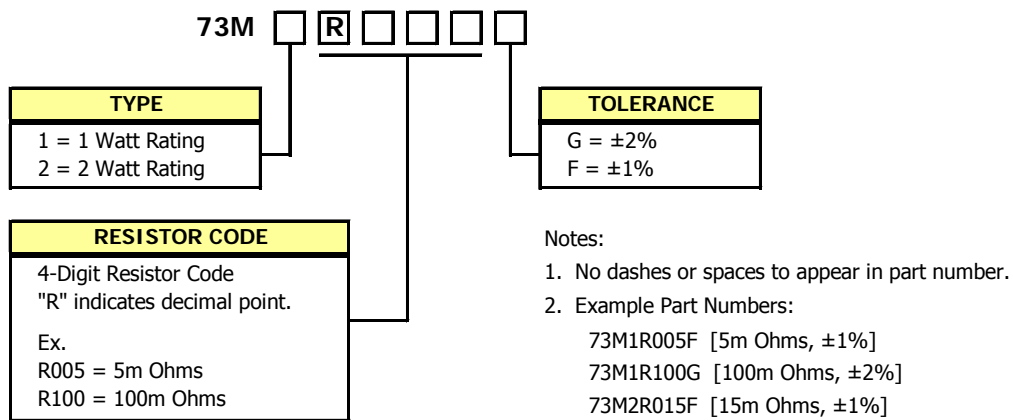 73M R
TYPE
1 = 1 Watt Rating
2 = 2 Watt Rating
TOLERANCE
G = ±2%
F = ±1%
RESISTOR CODE
4-Digit Resistor Code
"R" indicates decimal point.
Ex.
R005 = 5m Ohms
R100 = 100m Ohms
Notes:
1. No dashes or spaces to appear in part number.
2. Example Part Numbers:
73M1R005F [5m Ohms, ±1%]
73M1R100G [100m Ohms, ±2%]
73M2R015F [15m Ohms, ±1%]